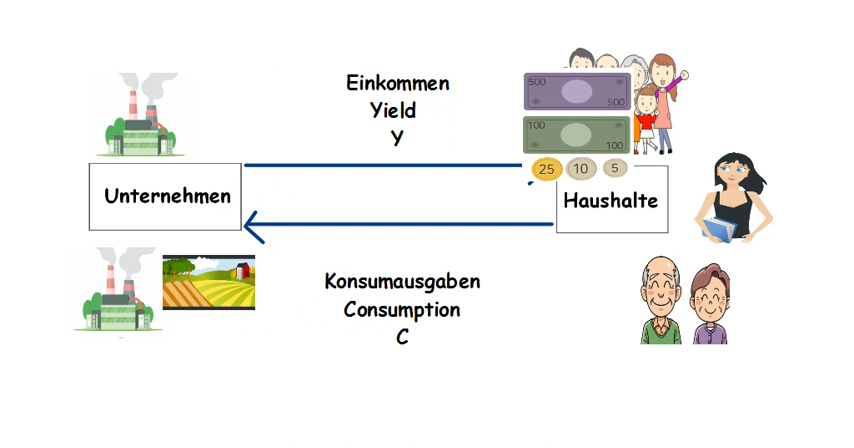 Einkommen
Yield
Y
500
500
100
100
25 10 5
Unternehmen
Haushalte
Konsumausgaben
Consumption
C